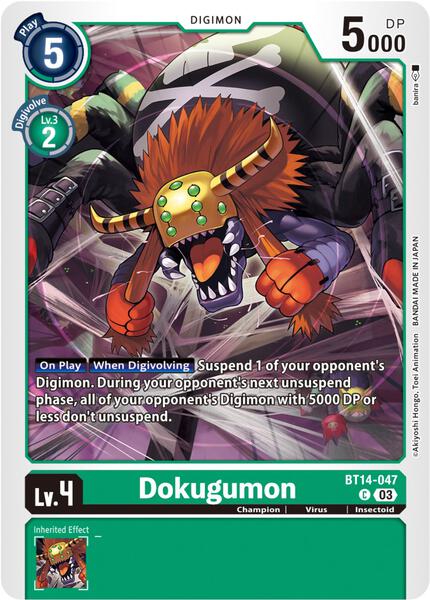 DIGIMON
Play
5
5000
DP
Digivolve
Lv.3
2
banira
©Akiyoshi Hongo, Toei Animation BANDAI MADE IN JAPAN
On Play When Digivolving Suspend 1 of your opponent's
Digimon. During your opponent's next unsuspend
phase, all of your opponent's Digimon with 5000 DP or
less don't unsuspend.
BT14-047
Lv.4
Dokugumon
C 03
Champion Virus Insectoid
Inherited Effect
—